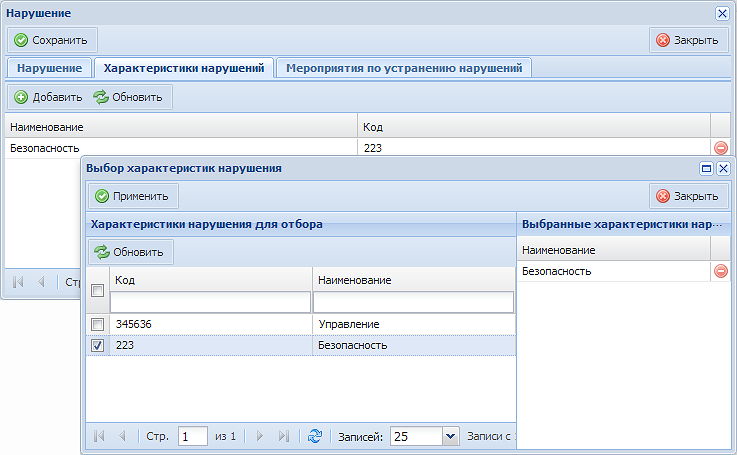 Нарушение
Сохранить Закрыть
Нарушение Характеристики нарушений Мероприятия по устранению нарушений
Добавить Обновить
Наименование Код
Безопасность 223
Выбор характеристик нарушения
Применить Закрыть
Характеристики нарушения для отбора Выбранные характеристики нар...
Обновить Наименование
Код Наименование Безопасность
345636 Управление
223 Безопасность
Стр. 1 из 1 Записей: 25 Записи с